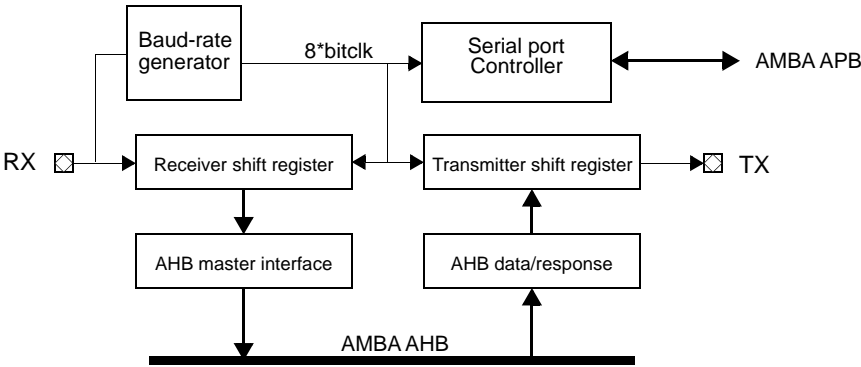 Baud-rate
generator
8*bitclk
Serial port
Controller
AMBA APB
RX
Receiver shift register
Transmitter shift register
TX
AHB master interface
AHB data/response
AMBA AHB